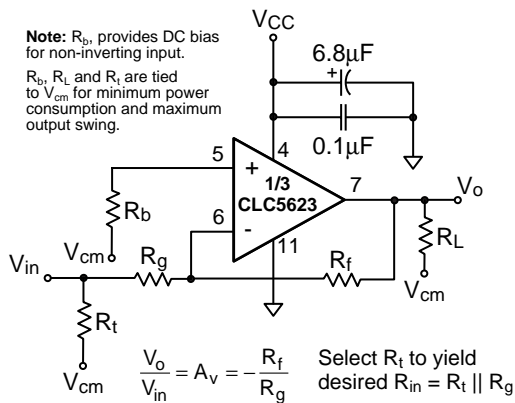 Note: Rb, provides DC bias
for non-inverting input.
Rb, RL and Rt are tied
to Vcm for minimum power
consumption and maximum
output swing.
VCC
6.8µF
+
0.1µF
4
5
+
1/3
CLC5623
7
Vo
Rb
6
-
11
RL
Vcm
Vin
Rg
Rf
Vcm
Rt
Vcm
Vo/Vin = Av = -Rf/Rg
Select Rt to yield
desired Rin = Rt || Rg